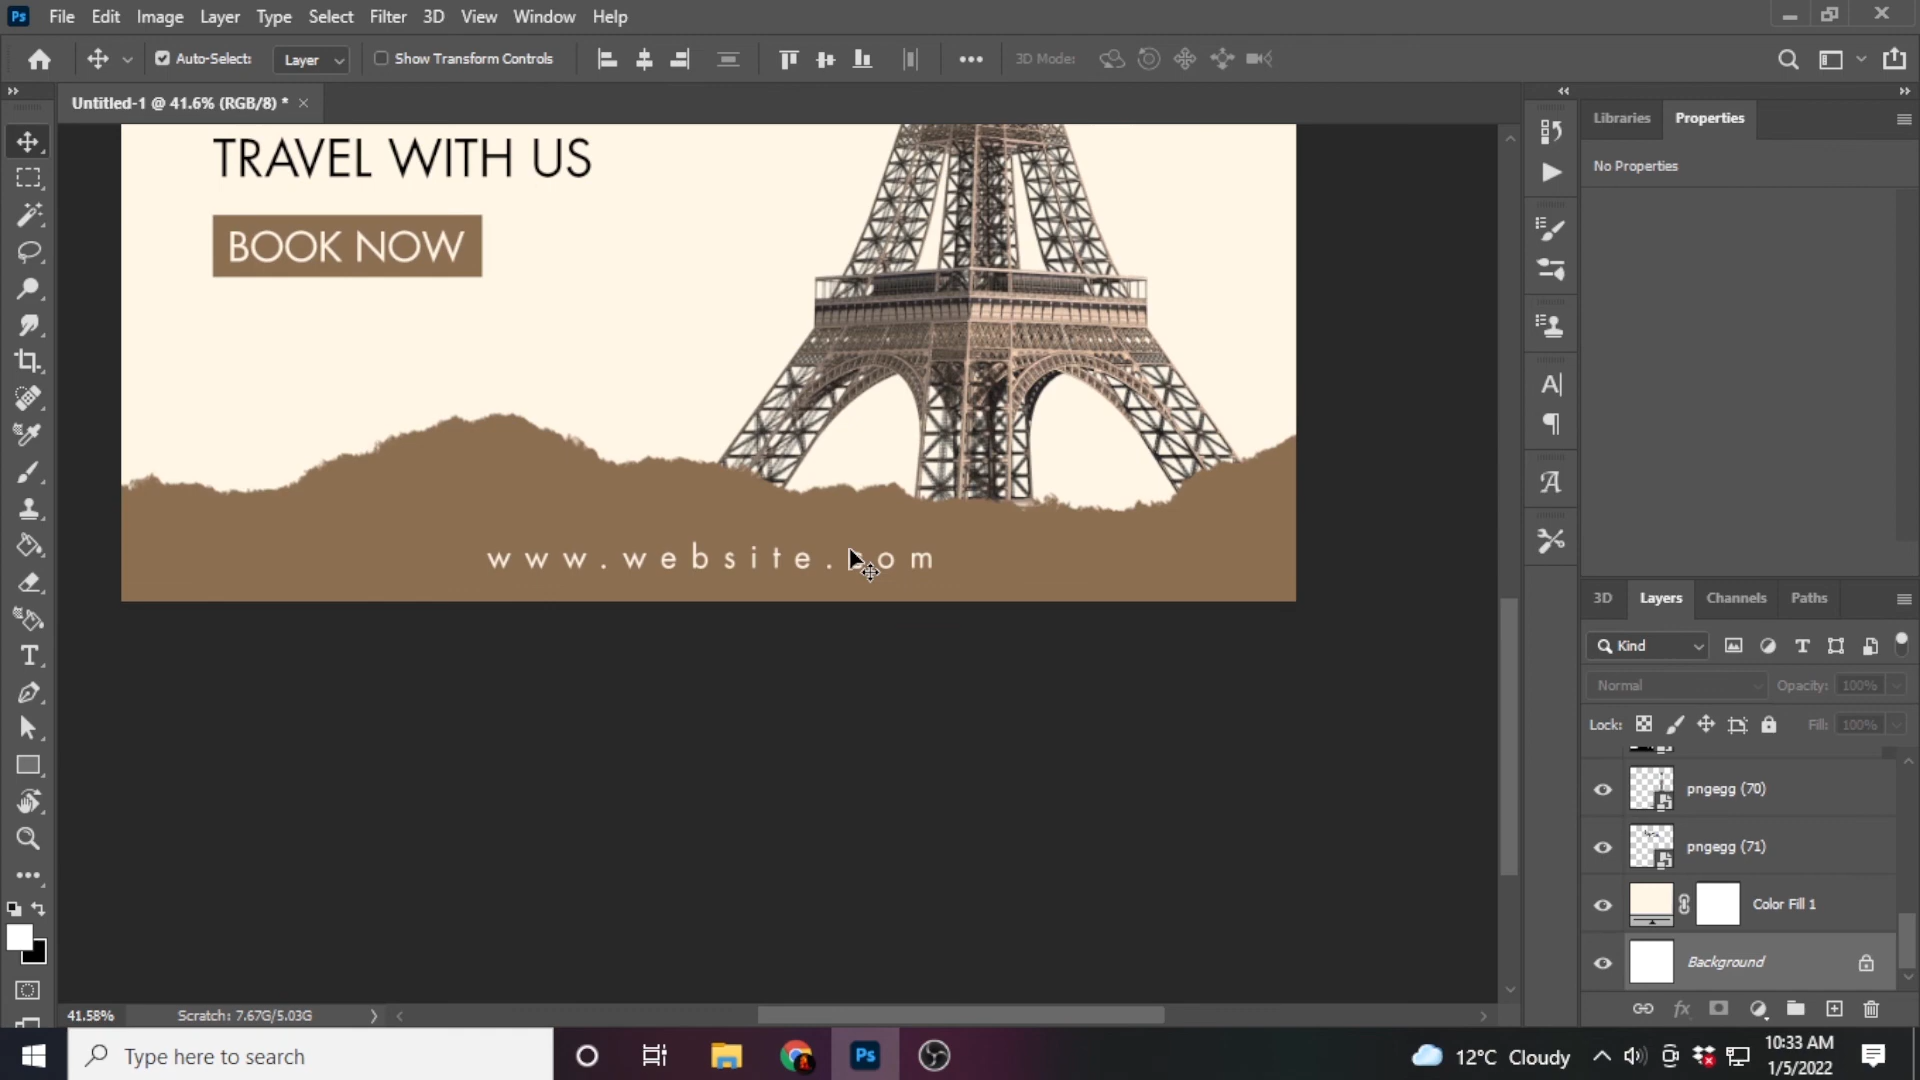 Ps File Edit Image Layer Type Select Filter 3D View Window Help
Auto-Select: Layer Show Transform Controls 3D Mode:
Untitled-1 @ 41.6% (RGB/8) *
Libraries Properties
No Properties
TRAVEL WITH US
BOOK NOW
www.website.com
3D Layers Channels Paths
Kind
Normal Opacity: 100%
Lock: Fill: 100%
pngegg (70)
pngegg (71)
Color Fill 1
Background
41.58% Scratch: 7.67G/5.03G
Type here to search
Ps
12°C Cloudy
10:33 AM
1/5/2022